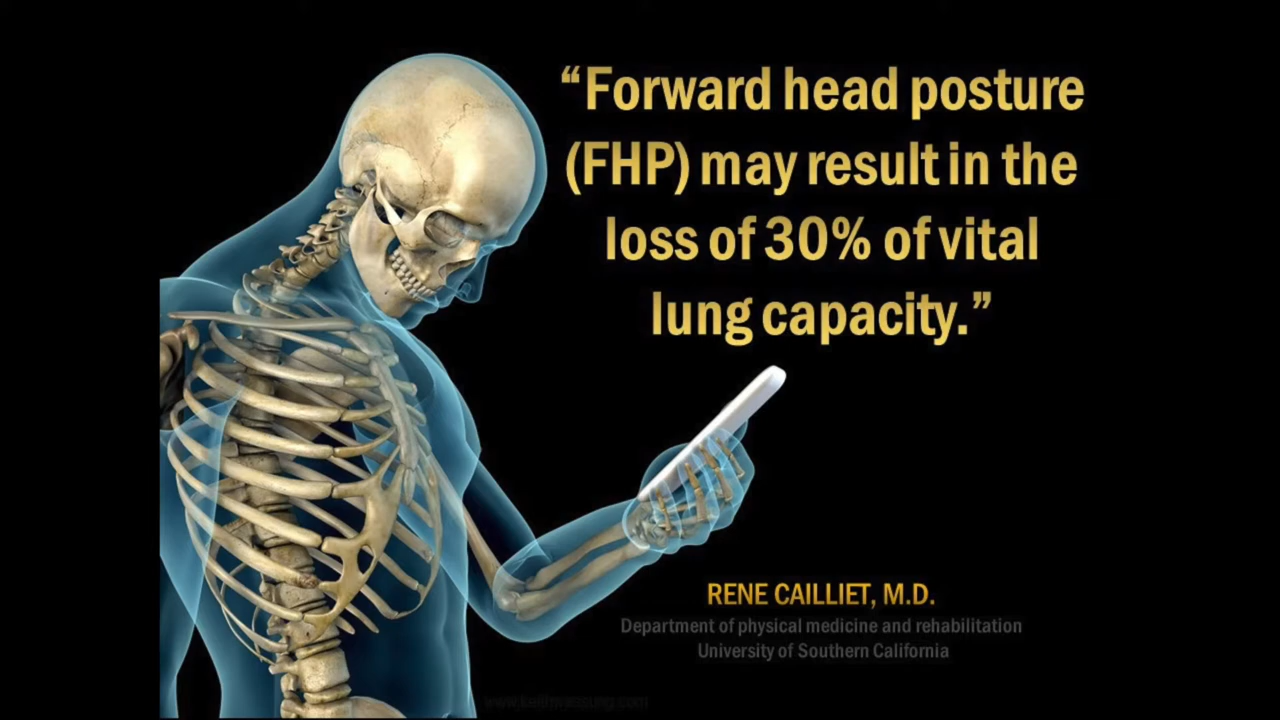 “Forward head posture
(FHP) may result in the
loss of 30% of vital
lung capacity.”
RENE CAILLIET, M.D.
Department of physical medicine and rehabilitation
University of Southern California